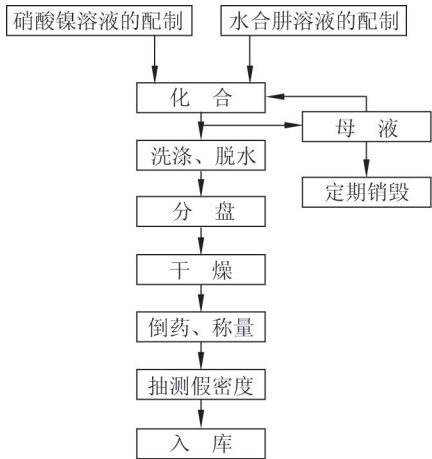 硝酸镍溶液的配制
水合肼溶液的配制
化合
母液
洗涤、脱水
定期销毁
分盘
干燥
倒药、称量
抽测假密度
入库